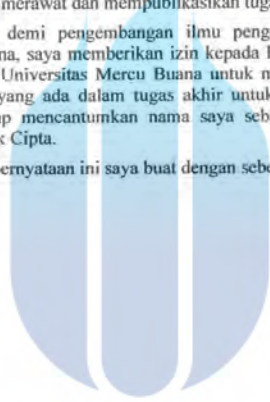 merawat dan mempublikasikan tugas
demi pengembangan ilmu peng
na, saya memberikan izin kepada
Universitas Mercu Buana untuk m
yang ada dalam tugas akhir untuk
p mencantumkan nama saya seb
k Cipta.
ernyataan ini saya buat dengan sebe